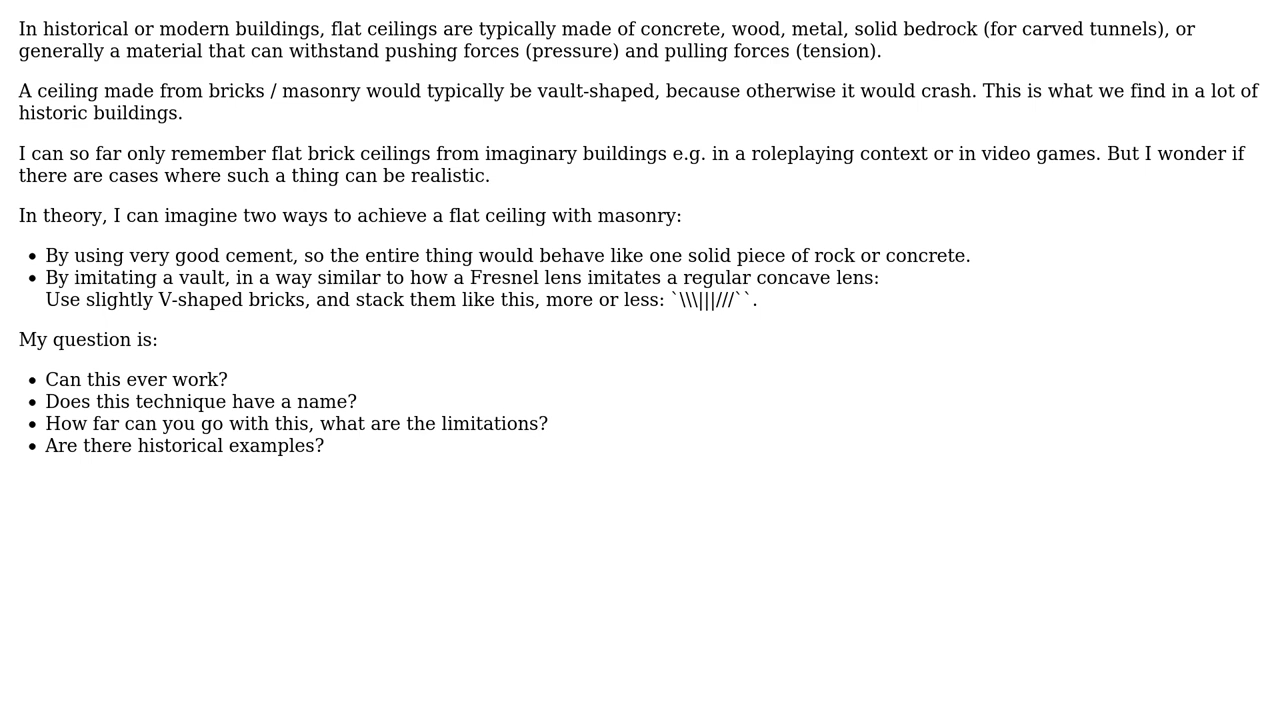 In historical or modern buildings, flat ceilings are typically made of concrete, wood, metal, solid bedrock (for carved tunnels), or
generally a material that can withstand pushing forces (pressure) and pulling forces (tension).
A ceiling made from bricks / masonry would typically be vault-shaped, because otherwise it would crash. This is what we find in a lot of
historic buildings.
I can so far only remember flat brick ceilings from imaginary buildings e.g. in a roleplaying context or in video games. But I wonder if
there are cases where such a thing can be realistic.
In theory, I can imagine two ways to achieve a flat ceiling with masonry:
• By using very good cement, so the entire thing would behave like one solid piece of rock or concrete.
• By imitating a vault, in a way similar to how a Fresnel lens imitates a regular concave lens:
Use slightly V-shaped bricks, and stack them like this, more or less: `\\\|||///``.
My question is:
• Can this ever work?
• Does this technique have a name?
• How far can you go with this, what are the limitations?
• Are there historical examples?